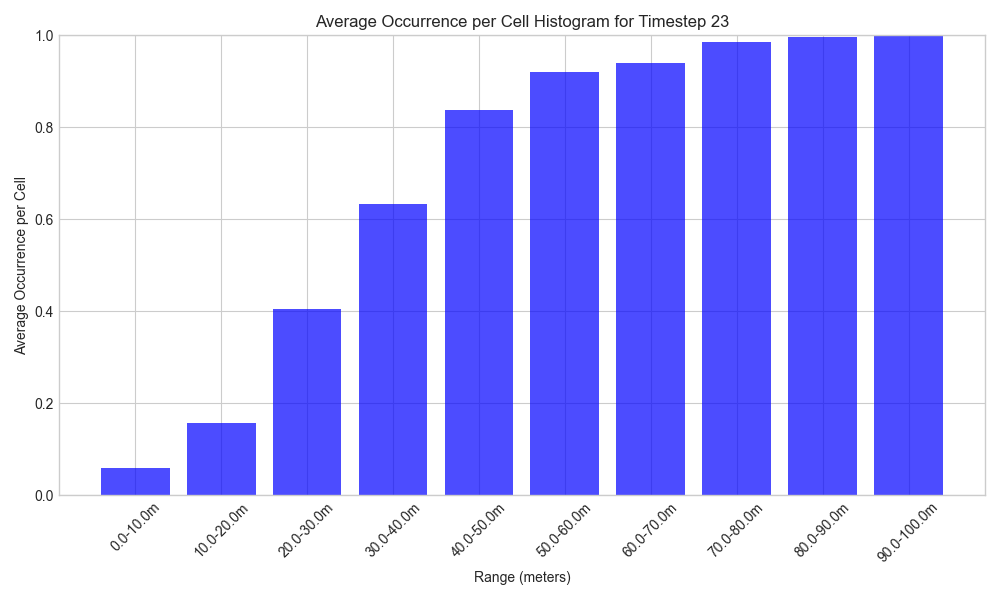 Average Occurrence per Cell Histogram for Timestep 23
1.0
0.8
0.6
0.4
0.2
0.0
Average Occurrence per Cell
0.0-10.0m
10.0-20.0m
20.0-30.0m
30.0-40.0m
40.0-50.0m
50.0-60.0m
60.0-70.0m
70.0-80.0m
80.0-90.0m
90.0-100.0m
Range (meters)